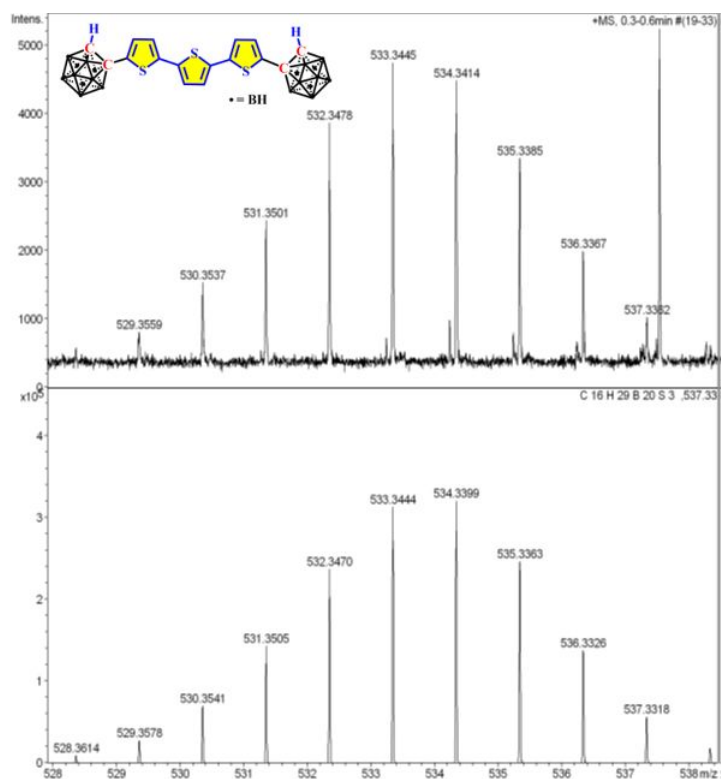 Intens.
+MS, 0.3-0.6min #(19-33)
5000
4000
3000
2000
1000
0
H
C
C
S
S
S
H
C
C
• = BH
529.3559
530.3537
531.3501
532.3478
533.3445
534.3414
535.3385
536.3367
537.3362
x10
C 16 H 29 B 20 S 3 ,537.33
4
3
2
1
0
528.3614
529.3578
530.3541
531.3505
532.3470
533.3444
534.3399
535.3363
536.3326
537.3318
528 529 530 531 532 533 534 535 536 537 538 m/z